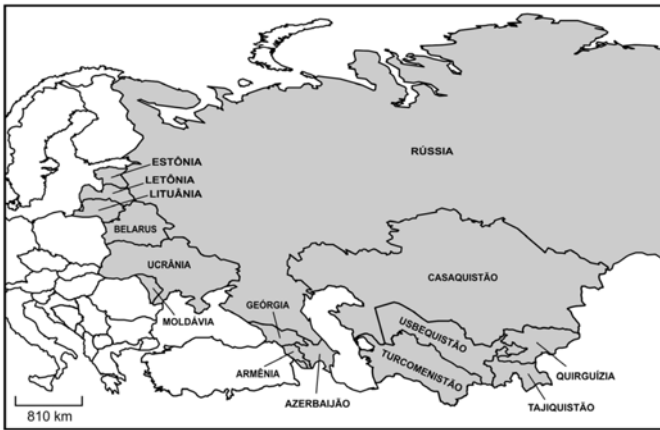 ESTÔNIA
RÚSSIA
LETÔNIA
LITUÂNIA
BELARUS
UCRÂNIA
CASAQUISTÃO
GEÓRGIA
MOLDÁVIA
USBEQUISTÃO
TURCOMENISTÃO
ARMÊNIA
QUIRGUÍZIA
AZERBAIJÃO
TAJIQUISTÃO
810 km